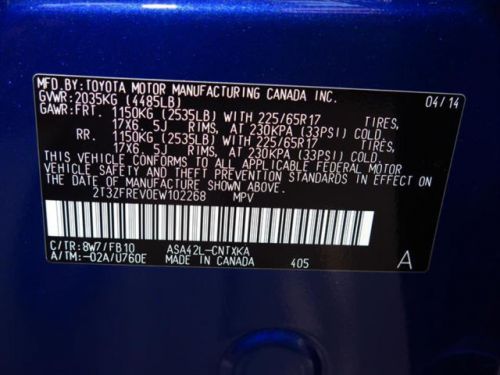 MFD.BY:TOYOTA MOTOR MANUFACTURING CANADA INC. 04/14
GVWR:2035KG (4485LB)
GAWR:FRT. 1150KG (2535LB) WITH 225/65R17 TIRES,
17X6. 5J RIMS, AT 230KPA (33PSI) COLD.
RR. 1150KG (2535LB) WITH 225/65R17 TIRES,
17X6. 5J RIMS, AT 230KPA (33PSI) COLD.
THIS VEHICLE CONFORMS TO ALL APPLICABLE FEDERAL MOTOR
VEHICLE SAFETY AND THEFT PREVENTION STANDARDS IN EFFECT
ON THE DATE OF MANUFACTURE SHOWN ABOVE.
2T3ZFREV0EW102268 MPV
C/TR:8W7/FB10 ASA42L-CNTXKA
A/TM:-02A/U760E MADE IN CANADA 405 A